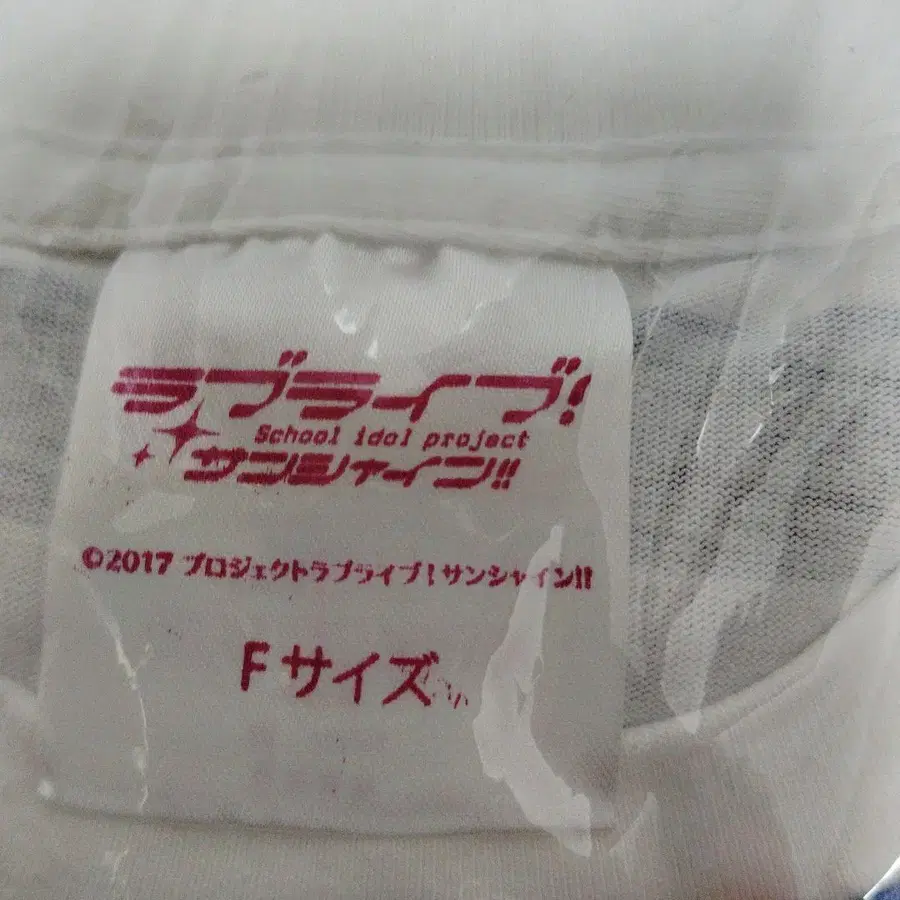 ラブライブ!
School idol project
サンシャイン!!
©2017 プロジェクトラブライブ!サンシャイン!!
Fサイズ